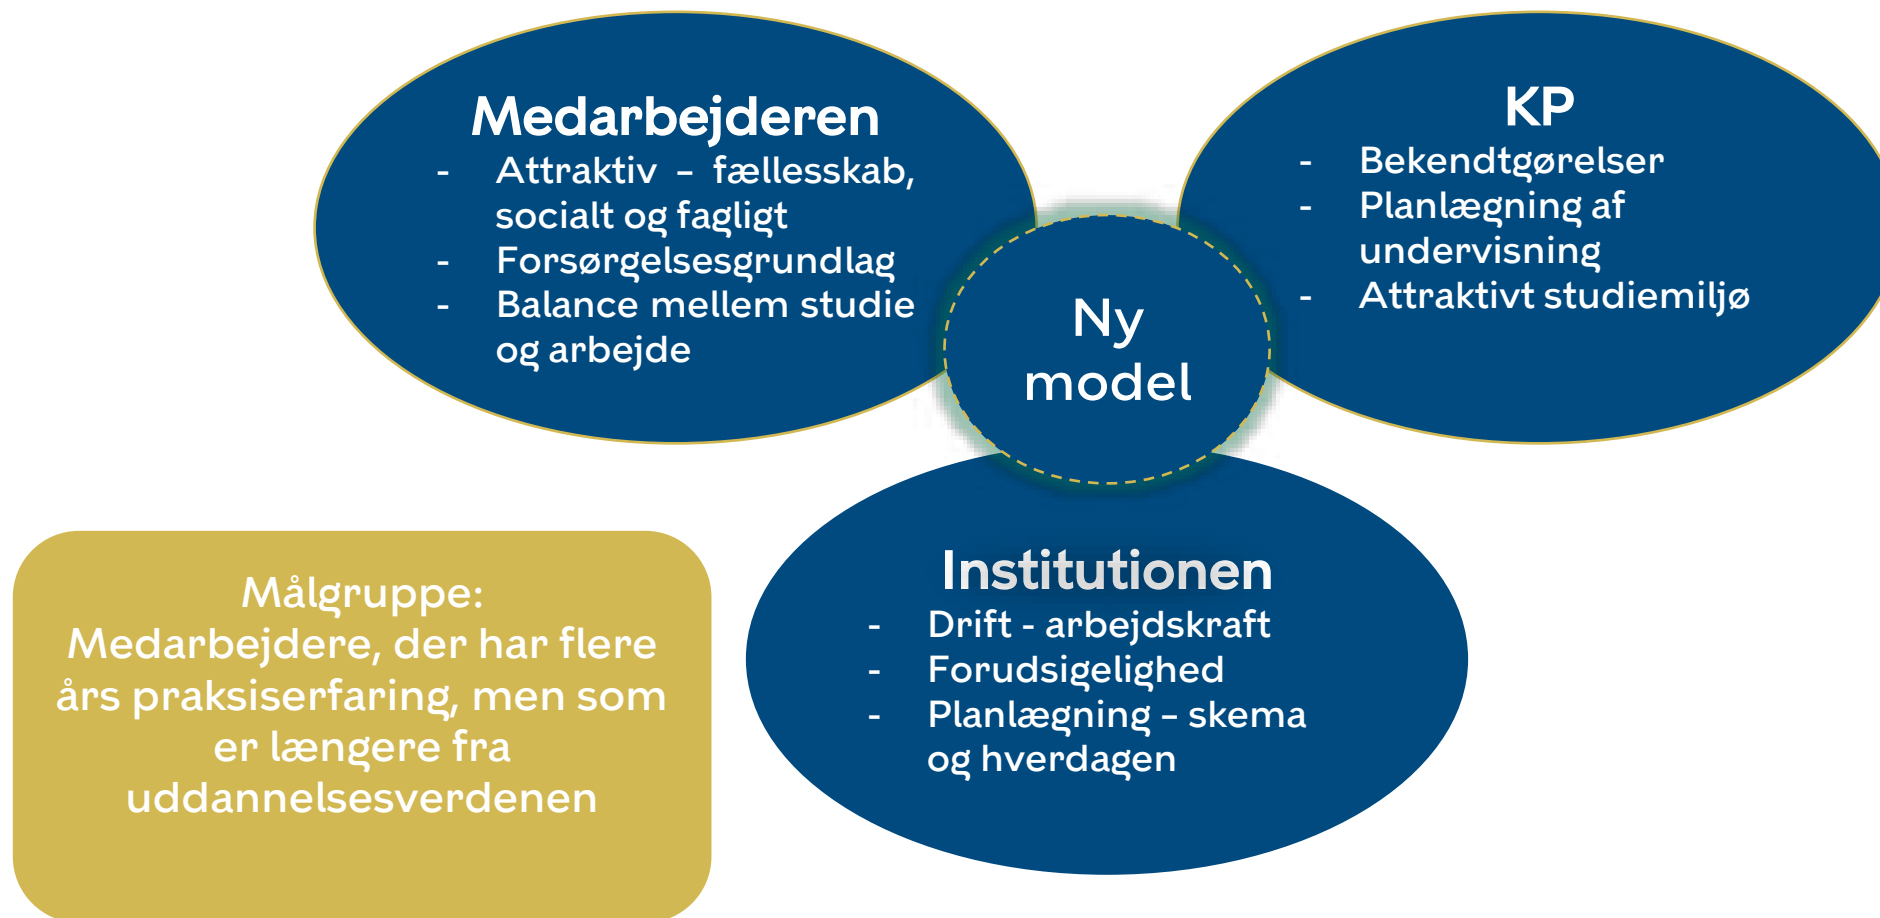 Medarbejderen
- Attraktiv – fællesskab,
socialt og fagligt
- Forsørgelsesgrundlag
- Balance mellem studie
og arbejde
KP
- Bekendtgørelser
- Planlægning af
undervisning
- Attraktivt studiemiljø
Ny
model
Institutionen
- Drift - arbejdskraft
- Forudsigelighed
- Planlægning – skema
og hverdagen
Målgruppe:
Medarbejdere, der har flere
års praksiserfaring, men som
er længere fra
uddannelsesverdenen